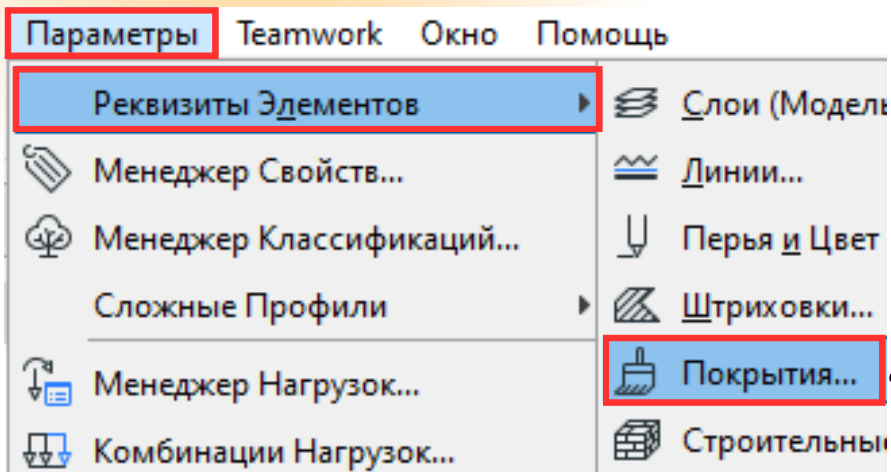 Параметры Teamwork Окно Помощь
Реквизиты Элементов
Менеджер Свойств...
Менеджер Классификаций...
Сложные Профили
Менеджер Нагрузок...
Комбинации Нагрузок...
Слои (Модель
Линии...
Перья и Цвет
Штриховки...
Покрытия...
Строительные